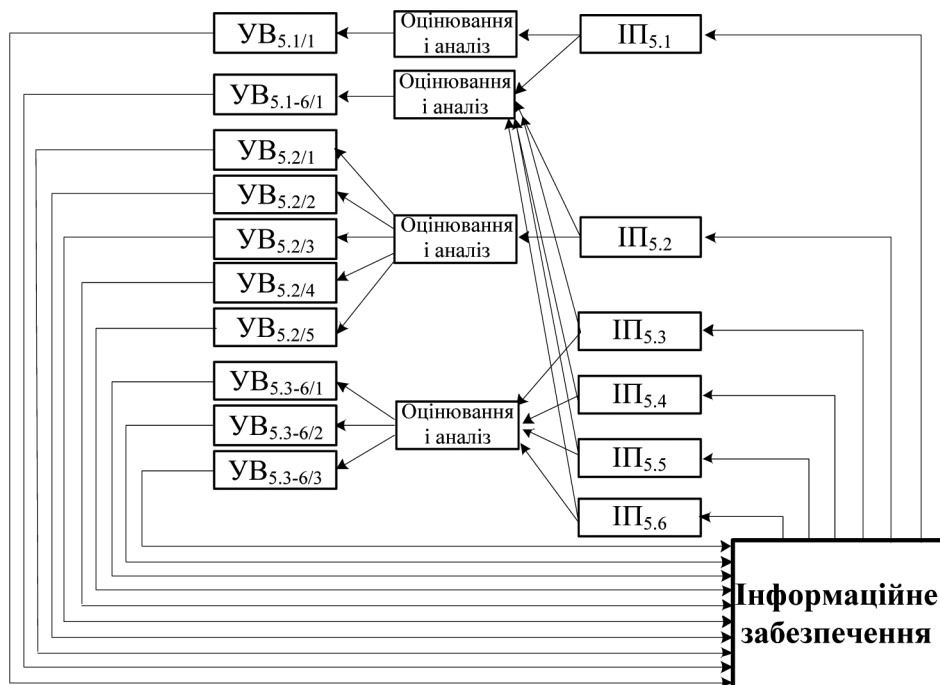 УВ5.1/1
Оцінювання
і аналіз
ІП5.1
УВ5.1-6/1
Оцінювання
і аналіз
УВ5.2/1
УВ5.2/2
УВ5.2/3
УВ5.2/4
УВ5.2/5
Оцінювання
і аналіз
ІП5.2
ІП5.3
УВ5.3-6/1
УВ5.3-6/2
УВ5.3-6/3
Оцінювання
і аналіз
ІП5.4
ІП5.5
ІП5.6
Інформаційне
забезпечення